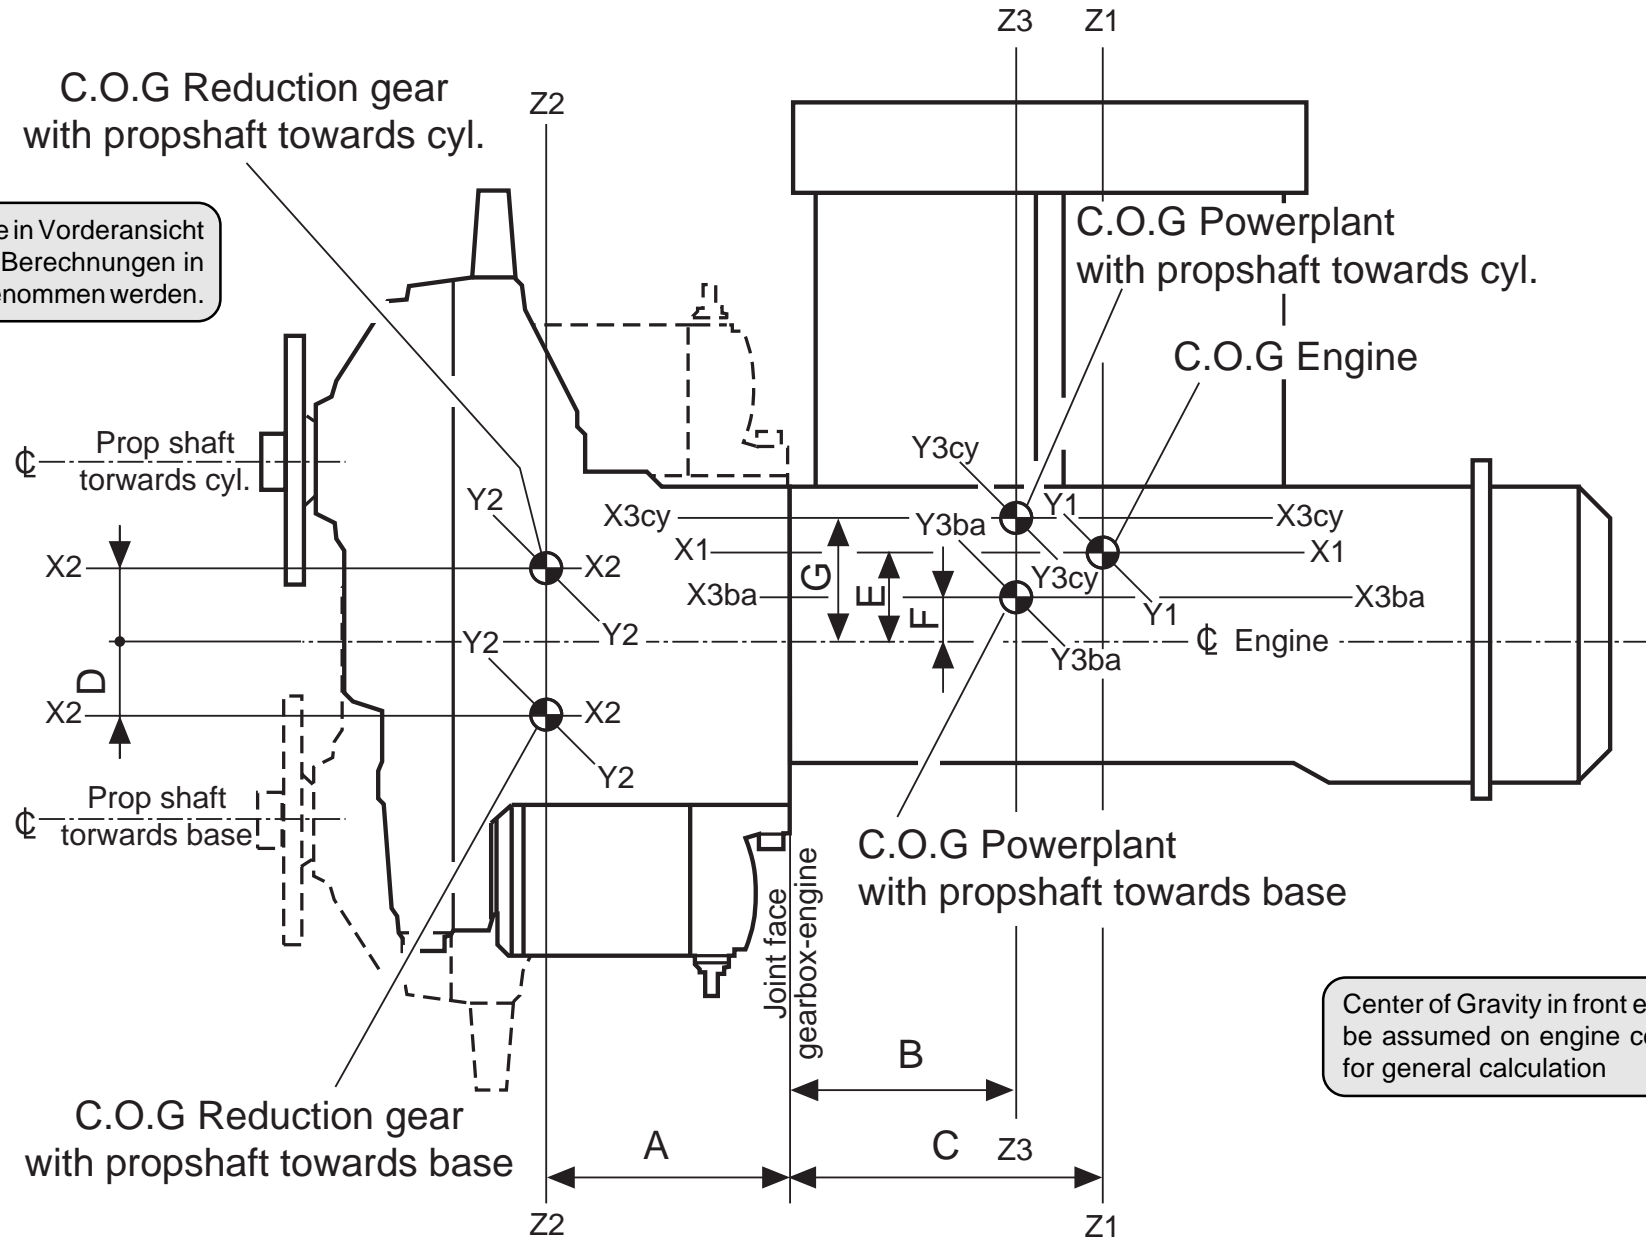 Z3
Z1
C.O.G Reduction gear
with propshaft towards cyl.
Z2
e in Vorderansicht
Berechnungen in
enommen werden.
C.O.G Powerplant
with propshaft towards cyl.
C.O.G Engine
℄
Prop shaft
torwards cyl.
Y3cy
Y2
X3cy
Y3ba
Y1
X3cy
X1
X1
X2
X2
G
E
F
Y3cy
X3ba
X3ba
Y1
Y2
Y2
℄ Engine
Y3ba
D
X2
X2
Y2
℄
Prop shaft
torwards base
C.O.G Powerplant
with propshaft towards base
Joint face
gearbox-engine
Center of Gravity in front e
be assumed on engine c
for general calculation
B
C.O.G Reduction gear
with propshaft towards base
A
C
Z3
Z2
Z1